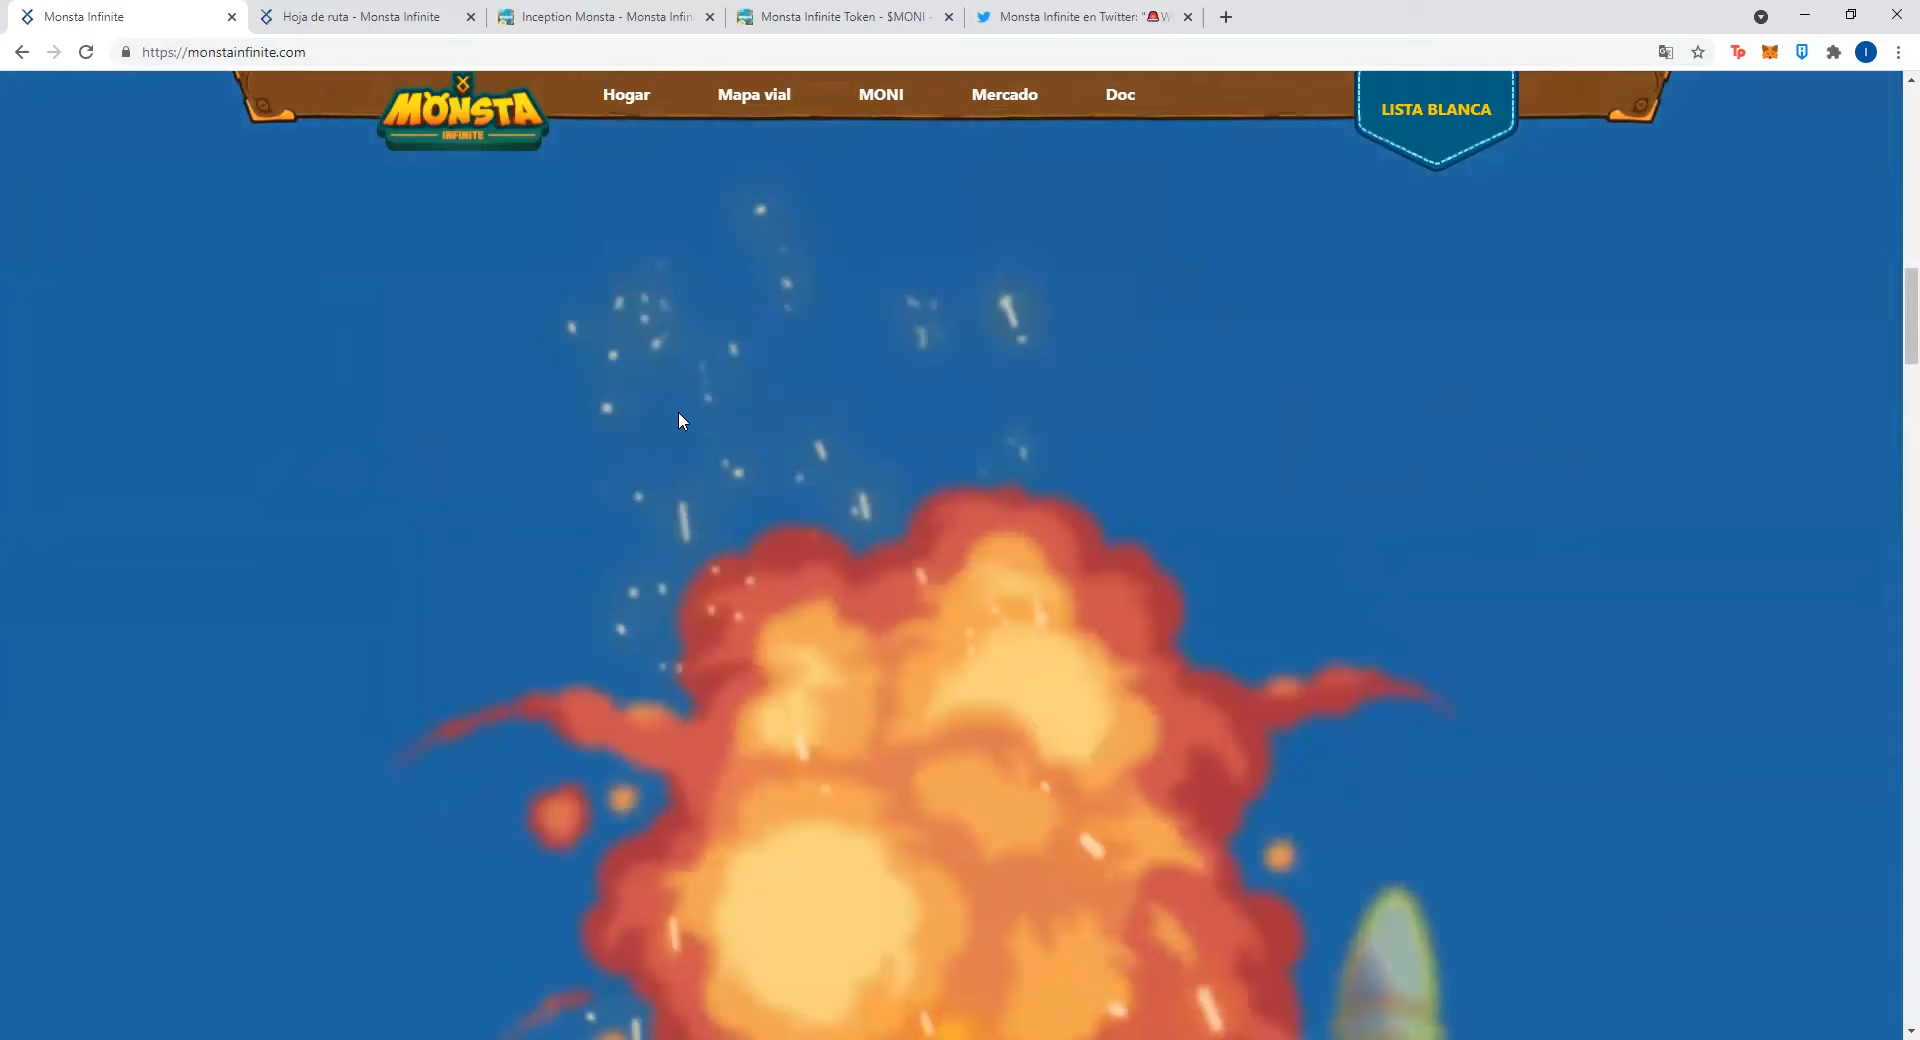 Monsta Infinite
Hoja de ruta - Monsta Infinite
Inception Monsta - Monsta Infin
Monsta Infinite Token - $MONI -
Monsta Infinite en Twitter: "🚨W
https://monstainfinite.com
Tp
I
MONSTA
INFINITE
Hogar
Mapa vial
MONI
Mercado
Doc
LISTA BLANCA